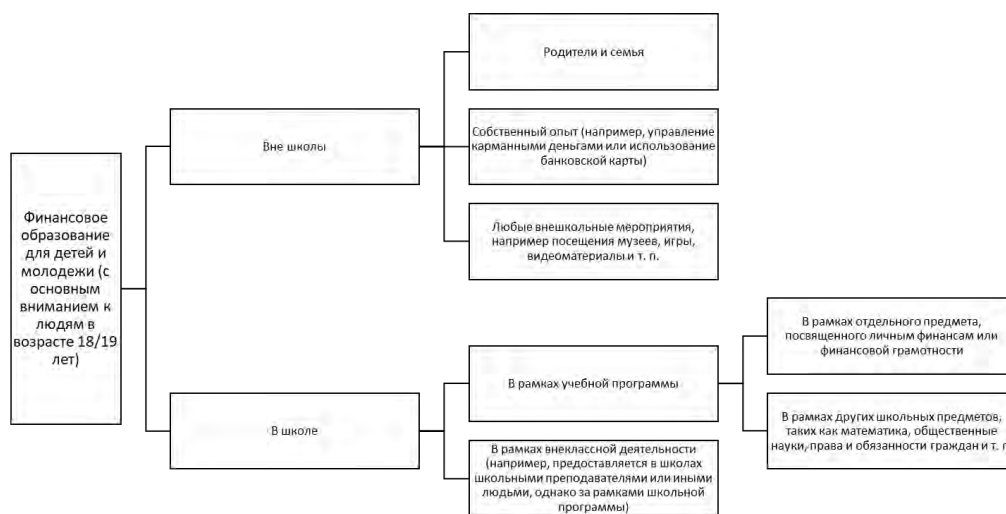 Финансовое
образование
для детей и
молодежи (с
основным
вниманием к
людям в
возрасте 18/19
лет)
Вне школы
Родители и семья
Собственный опыт (например, управление
карманными деньгами или использование
банковской карты)
Любые внешкольные мероприятия,
например посещения музеев, игры,
видеоматериалы и т. п.
В школе
В рамках учебной программы
В рамках отдельного предмета,
посвященного личным финансам или
финансовой грамотности
В рамках других школьных предметов,
таких как математика, общественные
науки, права и обязанности граждан и т. п
В рамках внеклассной деятельности
(например, предоставляется в школах
школьными преподавателями или иными
людьми, однако за рамками школьной
программы)